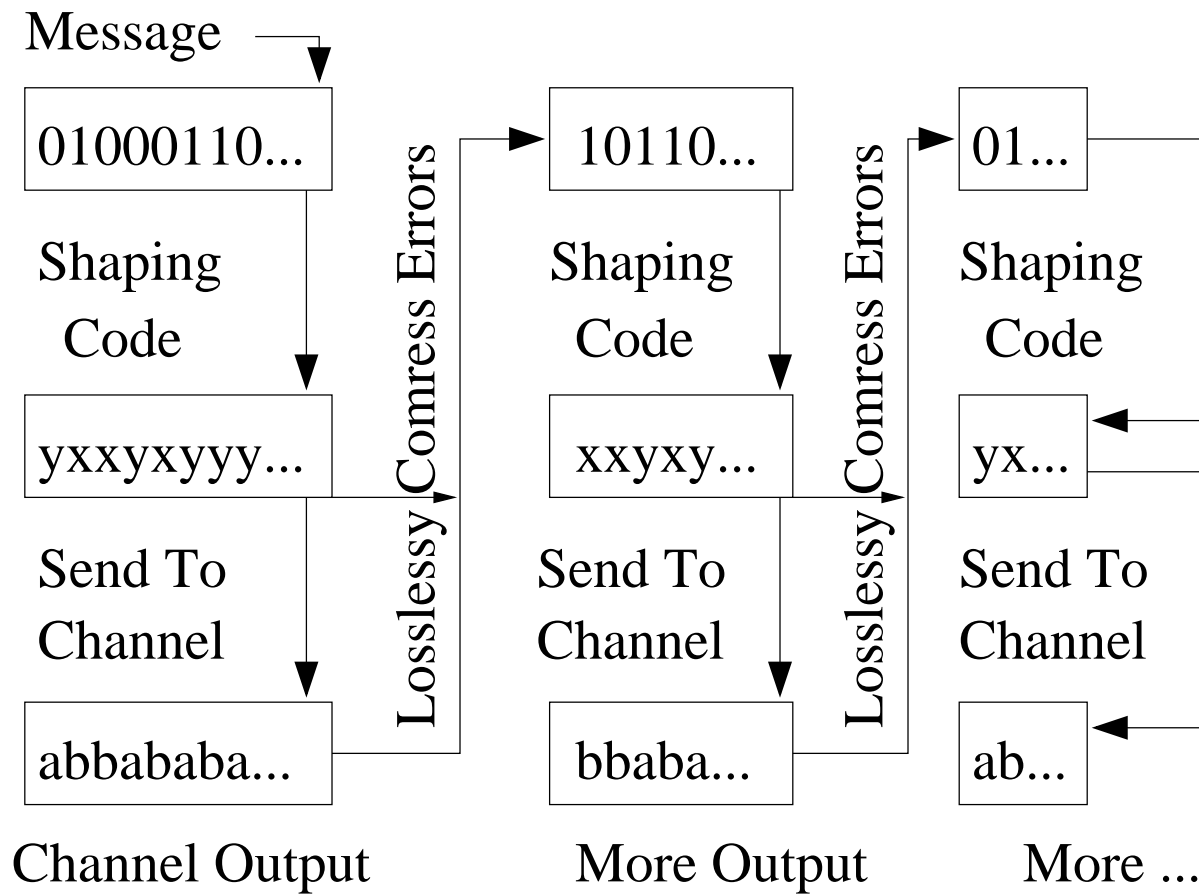 Message
01000110...
Shaping
Code
yxxyxyyy...
Send To
Channel
abbababa...
Channel Output
Losslessy Comress Errors
10110...
Shaping
Code
xxyxy...
Send To
Channel
bbaba...
More Output
Losslessy Comress Errors
01...
Shaping
Code
yx...
Send To
Channel
ab...
More ...